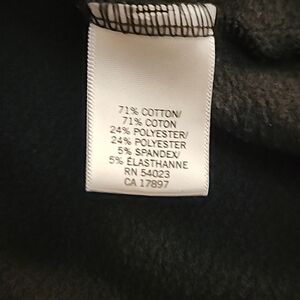 71% COTTON/
71% COTON
24% POLYESTER/
24% POLYESTER
5% SPANDEX/
5% ÉLASTHANNE
RN 54023
CA 17897